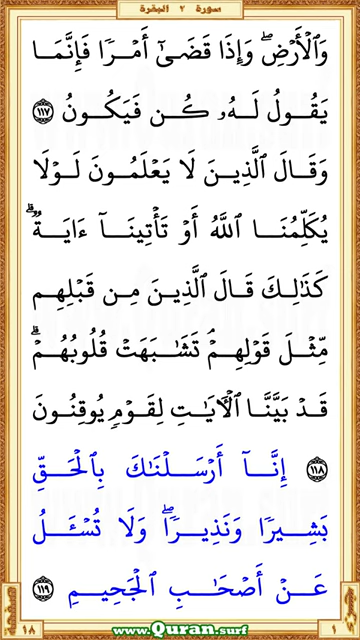 سورة ٢ البقرة
وَٱلْأَرْضِ ۖ وَإِذَا قَضَىٰٓ أَمْرًا فَإِنَّمَا
يَقُولُ لَهُۥ كُن فَيَكُونُ ١١٧
وَقَالَ ٱلَّذِينَ لَا يَعْلَمُونَ لَوْلَا
يُكَلِّمُنَا ٱللَّهُ أَوْ تَأْتِينَآ ءَايَةٌ ۗ
كَذَٰلِكَ قَالَ ٱلَّذِينَ مِن قَبْلِهِم
مِّثْلَ قَوْلِهِمْ ۘ تَشَٰبَهَتْ قُلُوبُهُمْ ۗ
قَدْ بَيَّنَّا ٱلْءَايَٰتِ لِقَوْمٍ يُوقِنُونَ
١١٨ إِنَّآ أَرْسَلْنَٰكَ بِٱلْحَقِّ
بَشِيرًا وَنَذِيرًا ۖ وَلَا تُسْـَٔلُ
عَنْ أَصْحَٰبِ ٱلْجَحِيمِ ١١٩
١
www.Quran.surf
صفحة ١٨